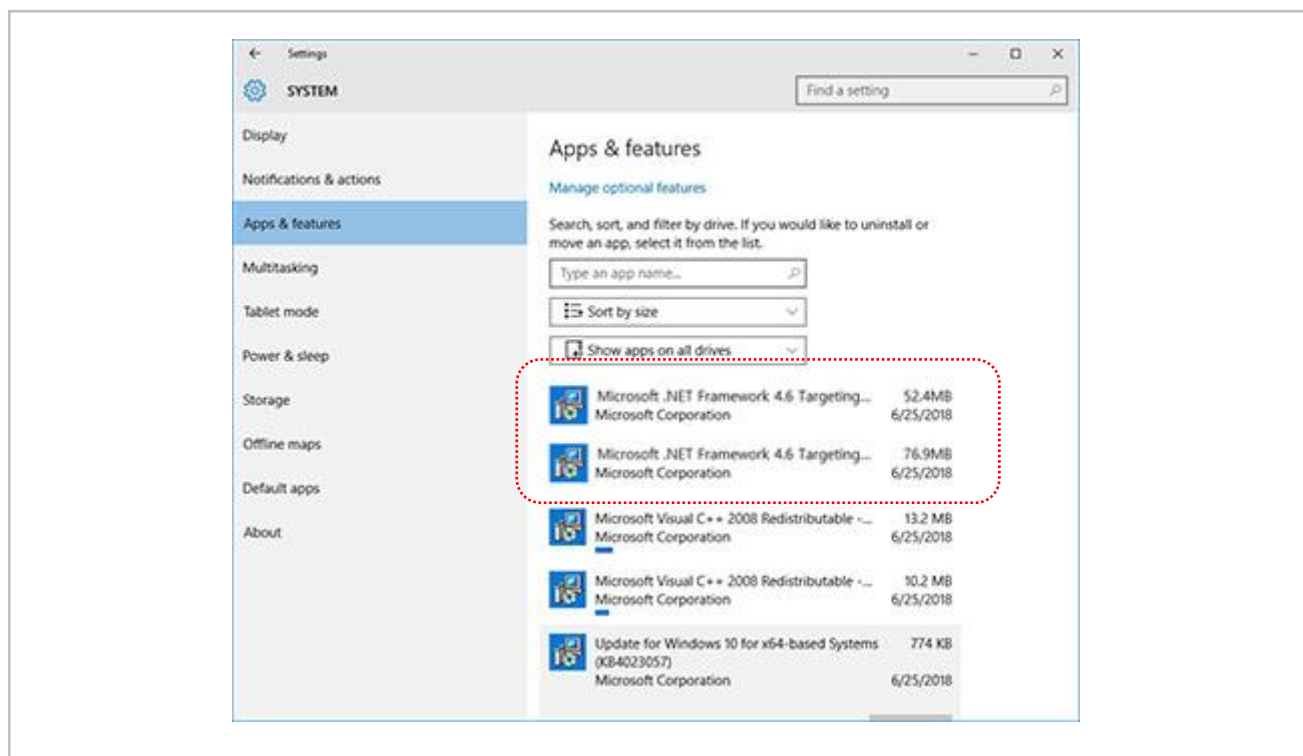 Settings
SYSTEM
Find a setting
Display
Notifications & actions
Apps & features
Multitasking
Tablet mode
Power & sleep
Storage
Offline maps
Default apps
About
Apps & features
Manage optional features
Search, sort, and filter by drive. If you would like to uninstall or
move an app, select it from the list.
Type an app name...
Sort by size
Show apps on all drives
Microsoft .NET Framework 4.6 Targeting... 52.4MB
Microsoft Corporation 6/25/2018
Microsoft .NET Framework 4.6 Targeting... 76.9MB
Microsoft Corporation 6/25/2018
Microsoft Visual C++ 2008 Redistributable -... 13.2 MB
Microsoft Corporation 6/25/2018
Microsoft Visual C++ 2008 Redistributable -... 10.2 MB
Microsoft Corporation 6/25/2018
Update for Windows 10 for x64-based Systems 774 KB
(KB4023057)
Microsoft Corporation 6/25/2018